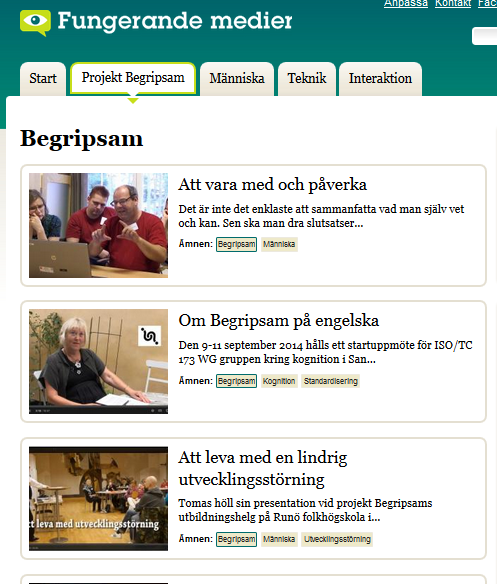 Anpassa Kontakt
Fungerande medier
Start Projekt Begripsam Människa Teknik Interaktion
Begripsam
Att vara med och påverka
Det är inte det enklaste att sammanfatta vad man själv vet
och kan. Sen ska man dra slutsatser...
Ämnen: Begripsam Människa
Om Begripsam på engelska
Den 9-11 september 2014 hålls ett startuppmöte för ISO/TC
173 WG gruppen kring kognition i San...
Ämnen: Begripsam Kognition Standardisering
Att leva med en lindrig
utvecklingsstörning
Tomas höll sin presentation vid projekt Begripsams
utbildningshelg på Runö folkhögskola i...
tt leva med utvecklingsstörning
Ämnen: Begripsam Människa Utvecklingsstörning